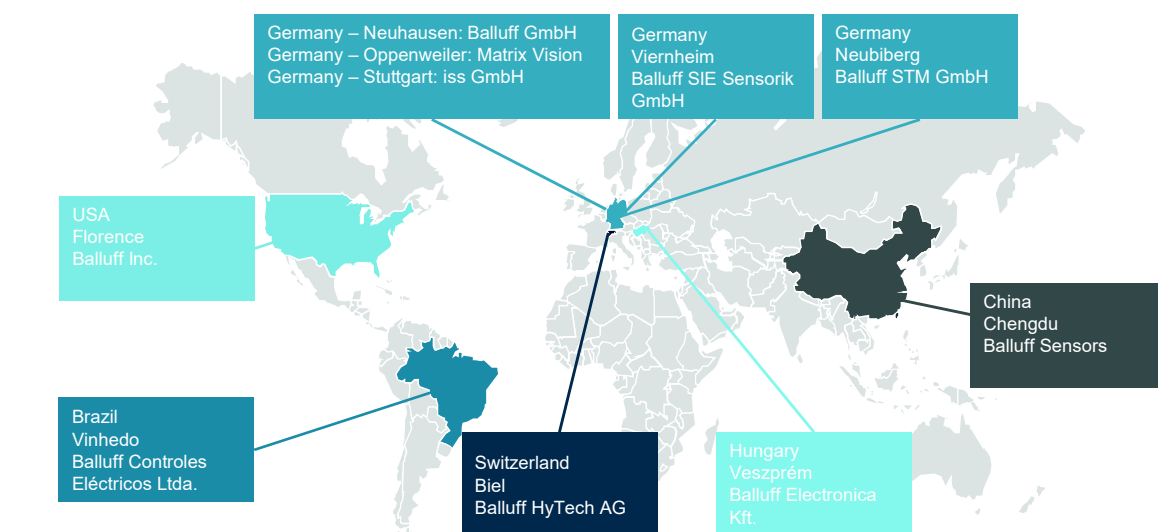 Germany – Neuhausen: Balluff GmbH
Germany – Oppenweiler: Matrix Vision
Germany – Stuttgart: iss GmbH
Germany
Viernheim
Balluff SIE Sensorik
GmbH
Germany
Neubiberg
Balluff STM GmbH
USA
Florence
Balluff Inc.
China
Chengdu
Balluff Sensors
Brazil
Vinhedo
Balluff Controles
Eléctricos Ltda.
Switzerland
Biel
Balluff HyTech AG
Hungary
Veszprém
Balluff Electronica
Kft.